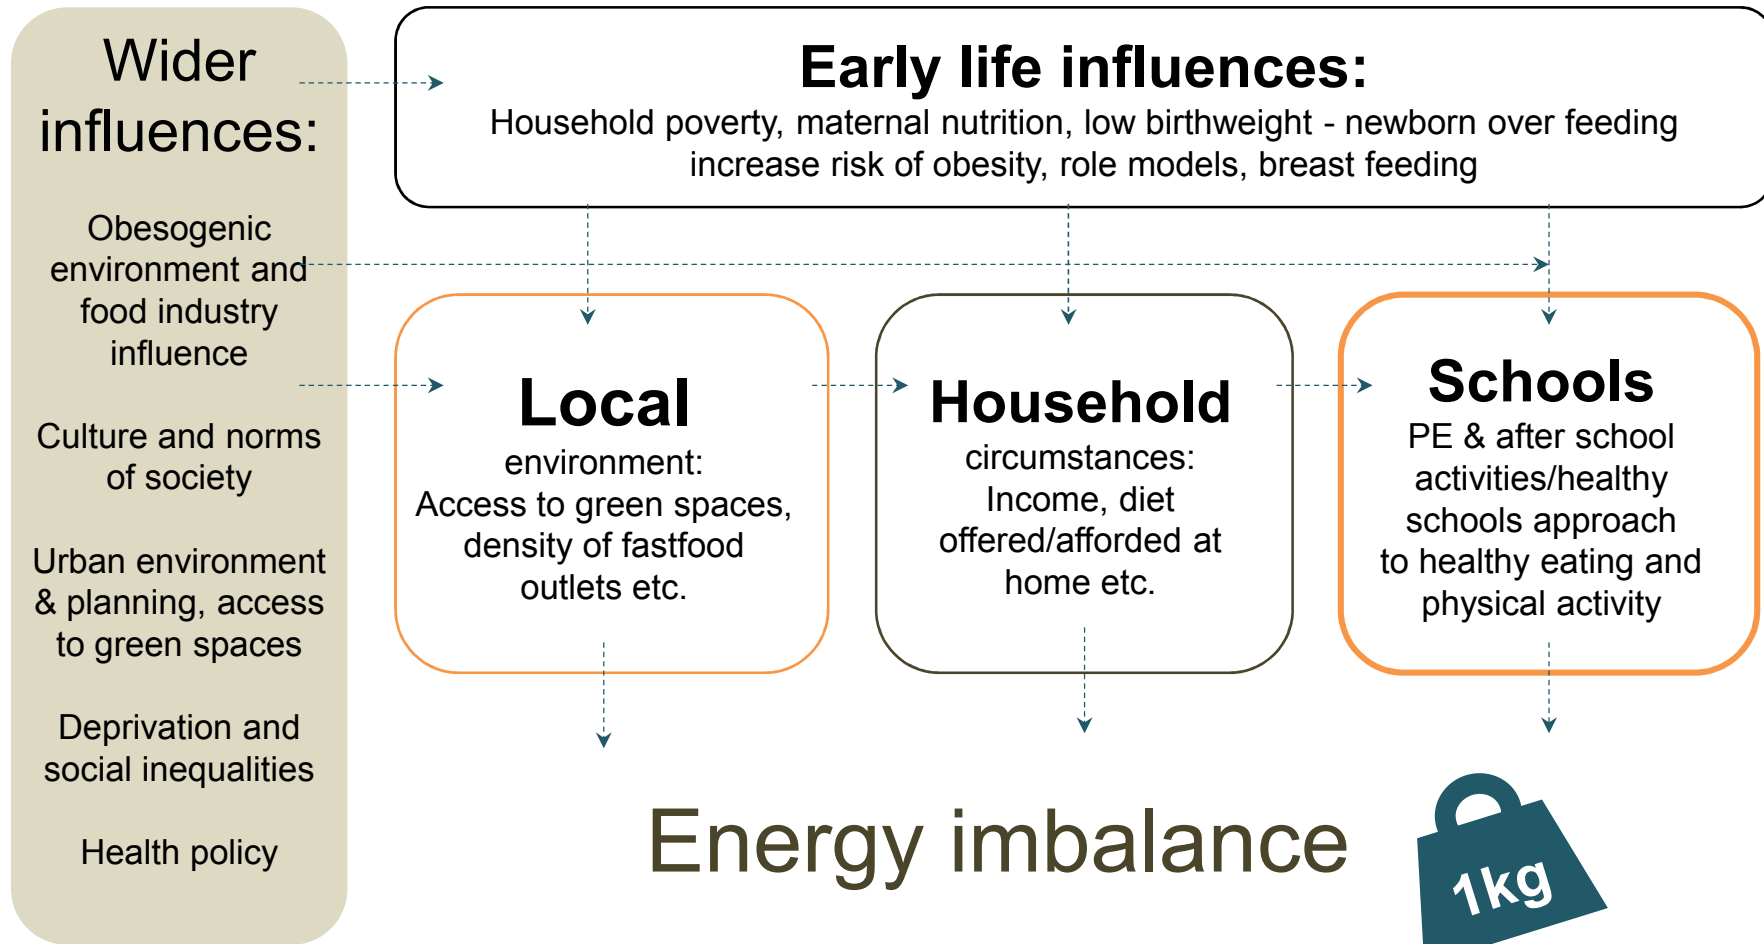 Wider
influences:
Obesogenic
environment and
food industry
influence
Culture and norms
of society
Urban environment
& planning, access
to green spaces
Deprivation and
social inequalities
Health policy
Early life influences:
Household poverty, maternal nutrition, low birthweight - newborn over feeding
increase risk of obesity, role models, breast feeding
Local
environment:
Access to green spaces,
density of fastfood
outlets etc.
Household
circumstances:
Income, diet
offered/afforded at
home etc.
Schools
PE & after school
activities/healthy
schools approach
to healthy eating and
physical activity
Energy imbalance
1kg